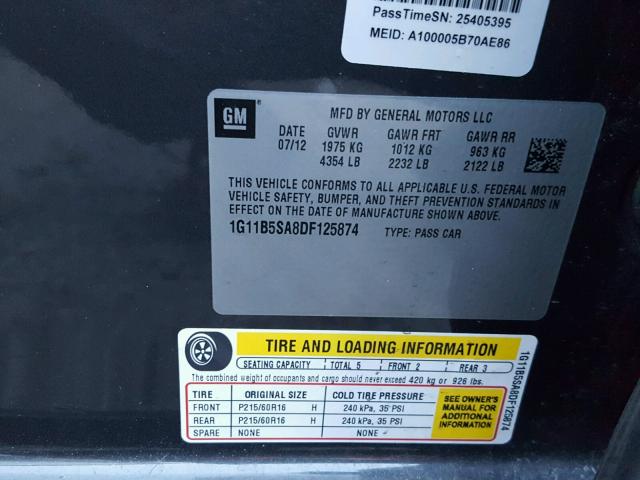 PassTimeSN: 25405395
MEID: A100005B70AE86
GM
MFD BY GENERAL MOTORS LLC
DATE GVWR GAWR FRT GAWR RR
07/12 1975 KG 1012 KG 963 KG
4354 LB 2232 LB 2122 LB
THIS VEHICLE CONFORMS TO ALL APPLICABLE U.S. FEDERAL MOTOR
VEHICLE SAFETY, BUMPER, AND THEFT PREVENTION STANDARDS
IN EFFECT ON THE DATE OF MANUFACTURE SHOWN ABOVE.
1G11B5SA8DF125874 TYPE: PASS CAR
TIRE AND LOADING INFORMATION
SEATING CAPACITY TOTAL 5 FRONT 2 REAR 3
The combined weight of occupants and cargo should never exceed 420 kg or 926 lbs.
TIRE ORIGINAL SIZE COLD TIRE PRESSURE
FRONT P215/60R16 H 240 kPa, 35 PSI
REAR P215/60R16 H 240 kPa, 35 PSI
SPARE NONE NONE
SEE OWNER'S
MANUAL FOR
ADDITIONAL
INFORMATION
1G11B5SA8DF125874